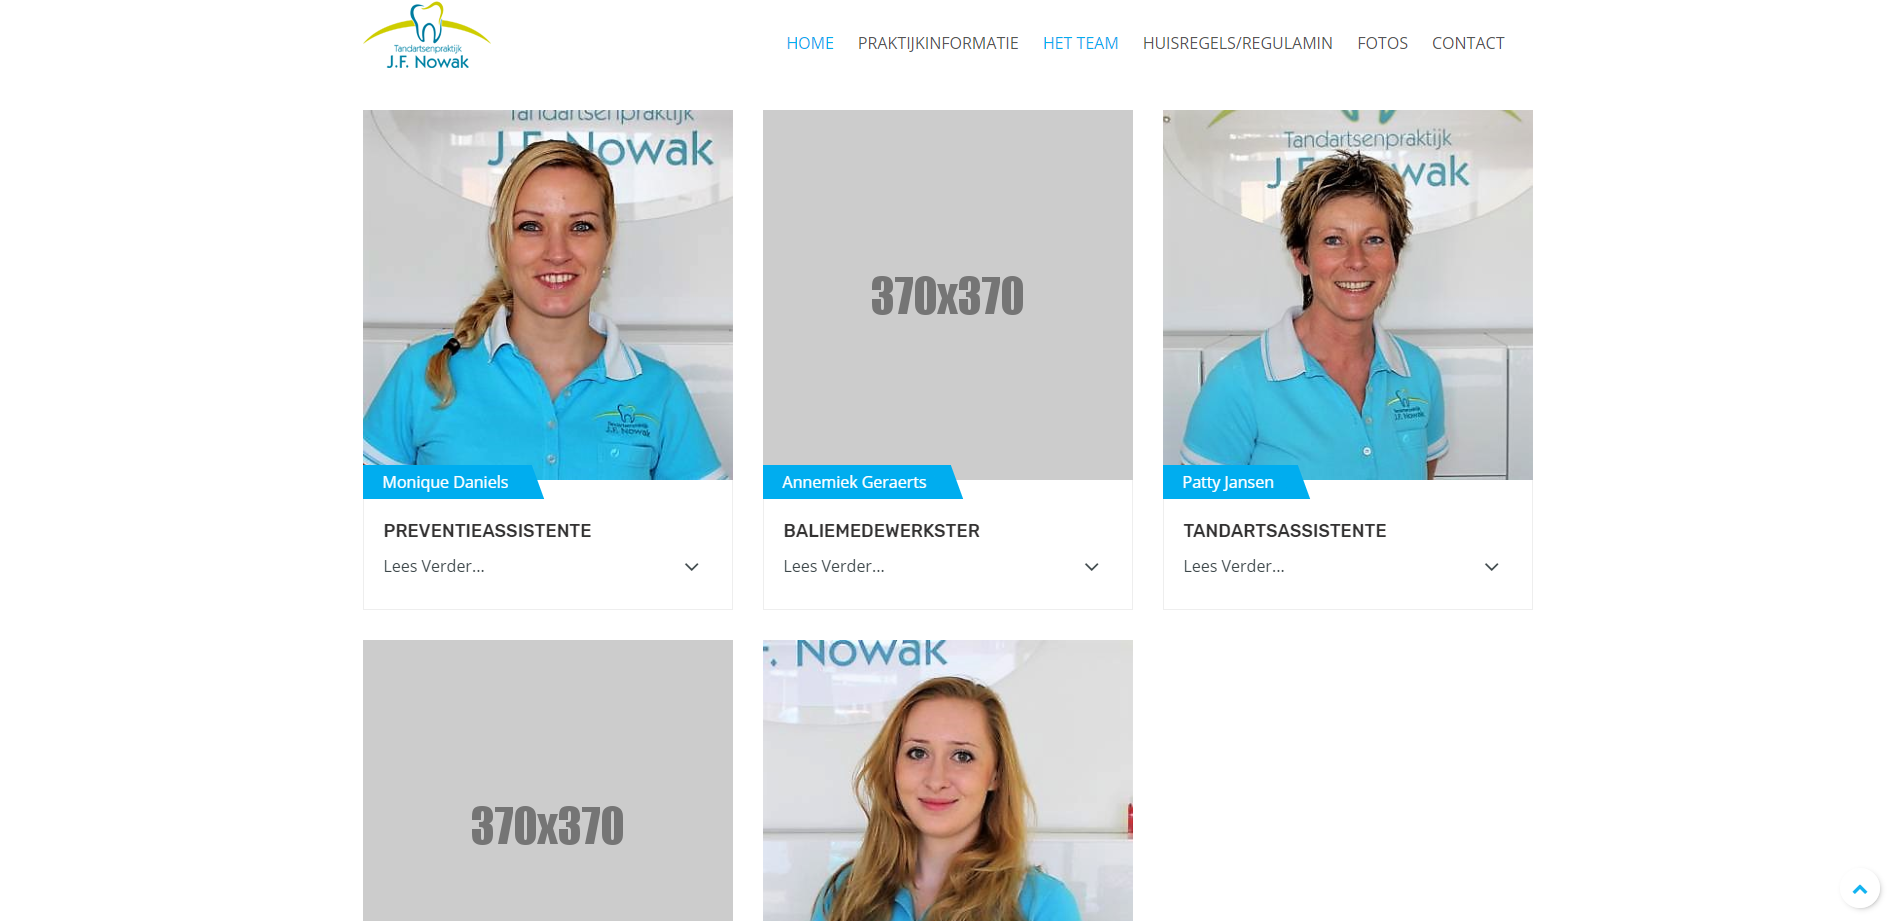 Tandartsenpraktijk
J.F. Nowak
HOME PRAKTIJKINFORMATIE HET TEAM HUISREGELS/REGULAMIN FOTOS CONTACT
Tandartsenpraktijk
J.F. Nowak
Tandartsenpraktijk
J.F. Nowak
Monique Daniels
PREVENTIEASSISTENTE
Lees Verder...
370x370
Annemiek Geraerts
BALIEMEDEWERKSTER
Lees Verder...
Tandartsenpraktijk
J.F. Nowak
Tandartsenpraktijk
J.F. Nowak
Patty Jansen
TANDARTSASSISTENTE
Lees Verder...
370x370
F. Nowak